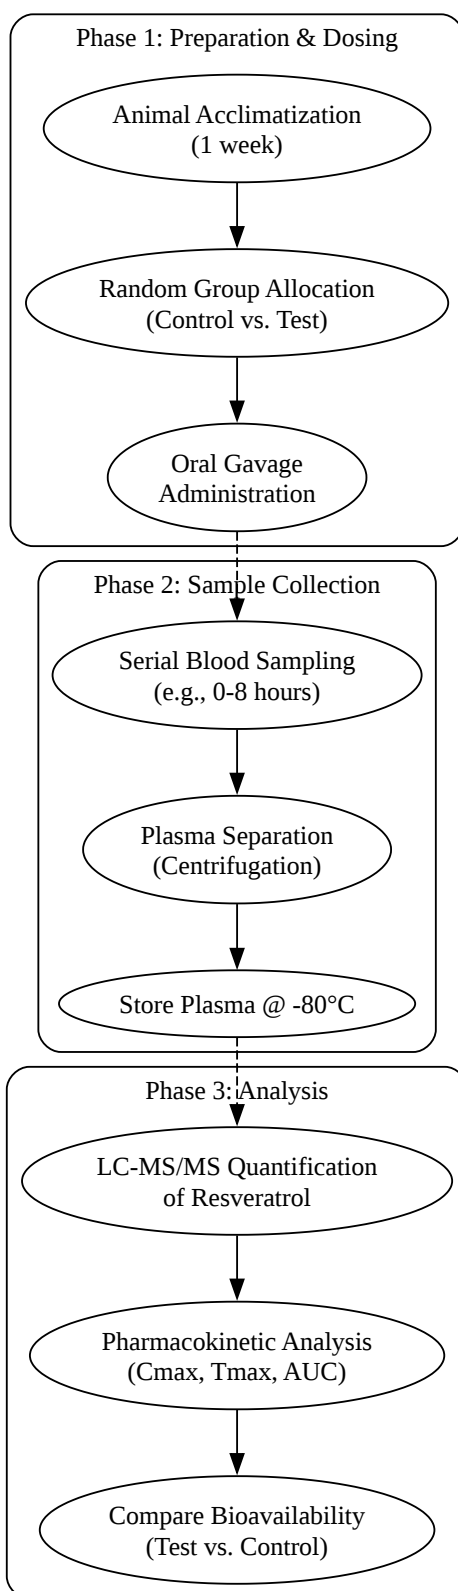 Phase 1: Preparation & Dosing
Animal Acclimatization
(1 week)
Random Group Allocation
(Control vs. Test)
Oral Gavage
Administration
Phase 2: Sample Collection
Serial Blood Sampling
(e.g., 0-8 hours)
Plasma Separation
(Centrifugation)
Store Plasma @ -80°C
Phase 3: Analysis
LC-MS/MS Quantification
of Resveratrol
Pharmacokinetic Analysis
(Cmax, Tmax, AUC)
Compare Bioavailability
(Test vs. Control)